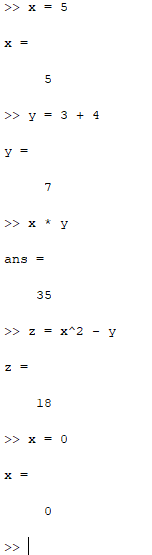 >> x = 5
x =
5
>> y = 3 + 4
y =
7
>> x * y
ans =
35
>> z = x^2 - y
z =
18
>> x = 0
x =
0
>>